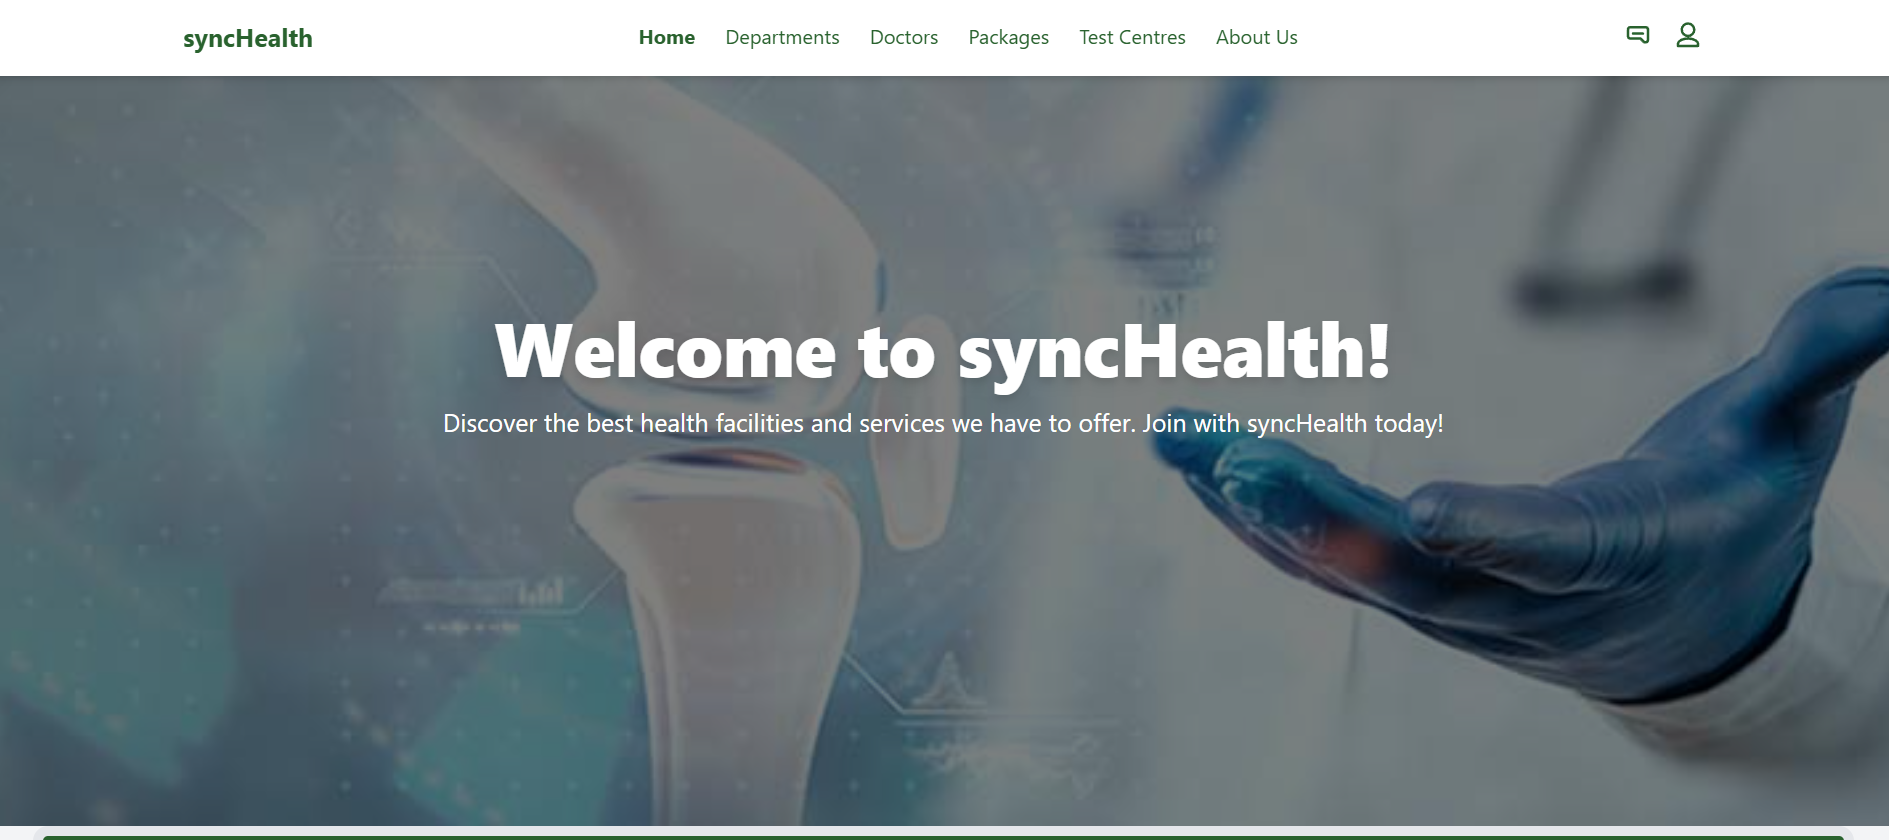 syncHealth
Home Departments Doctors Packages Test Centres About Us
Welcome to syncHealth!
Discover the best health facilities and services we have to offer. Join with syncHealth today!